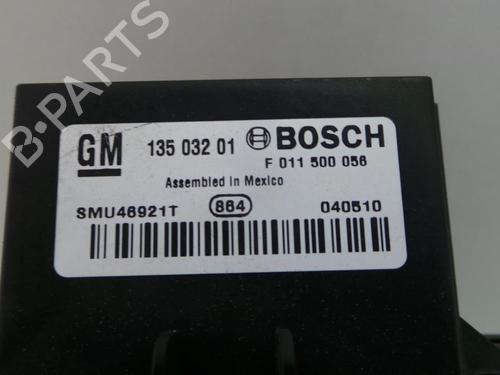 B-PARTS
GM 135 032 01 BOSCH
F 011 500 056
Assembled in Mexico
SMU46921T 864 040510